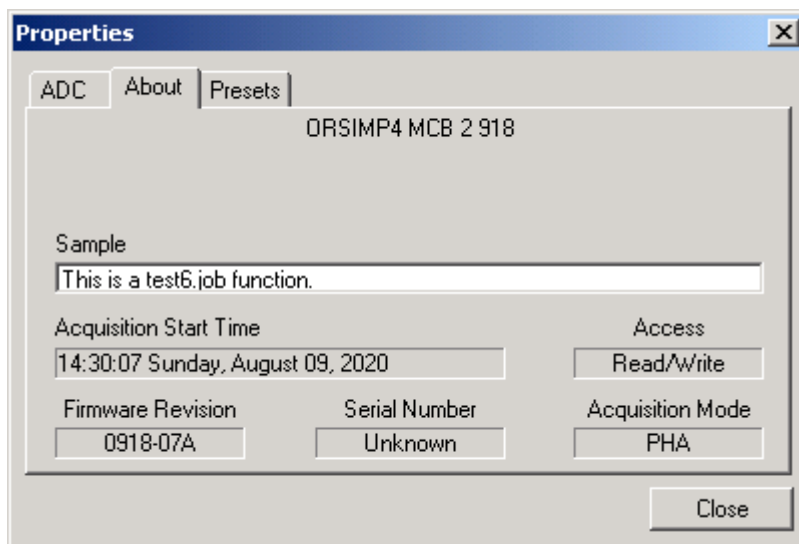 Properties
ADC About Presets
ORSIMP4 MCB 2 918
Sample
This is a test6.job function.
Acquisition Start Time Access
14:30:07 Sunday, August 09, 2020 Read/Write
Firmware Revision Serial Number Acquisition Mode
0918-07A Unknown PHA
Close